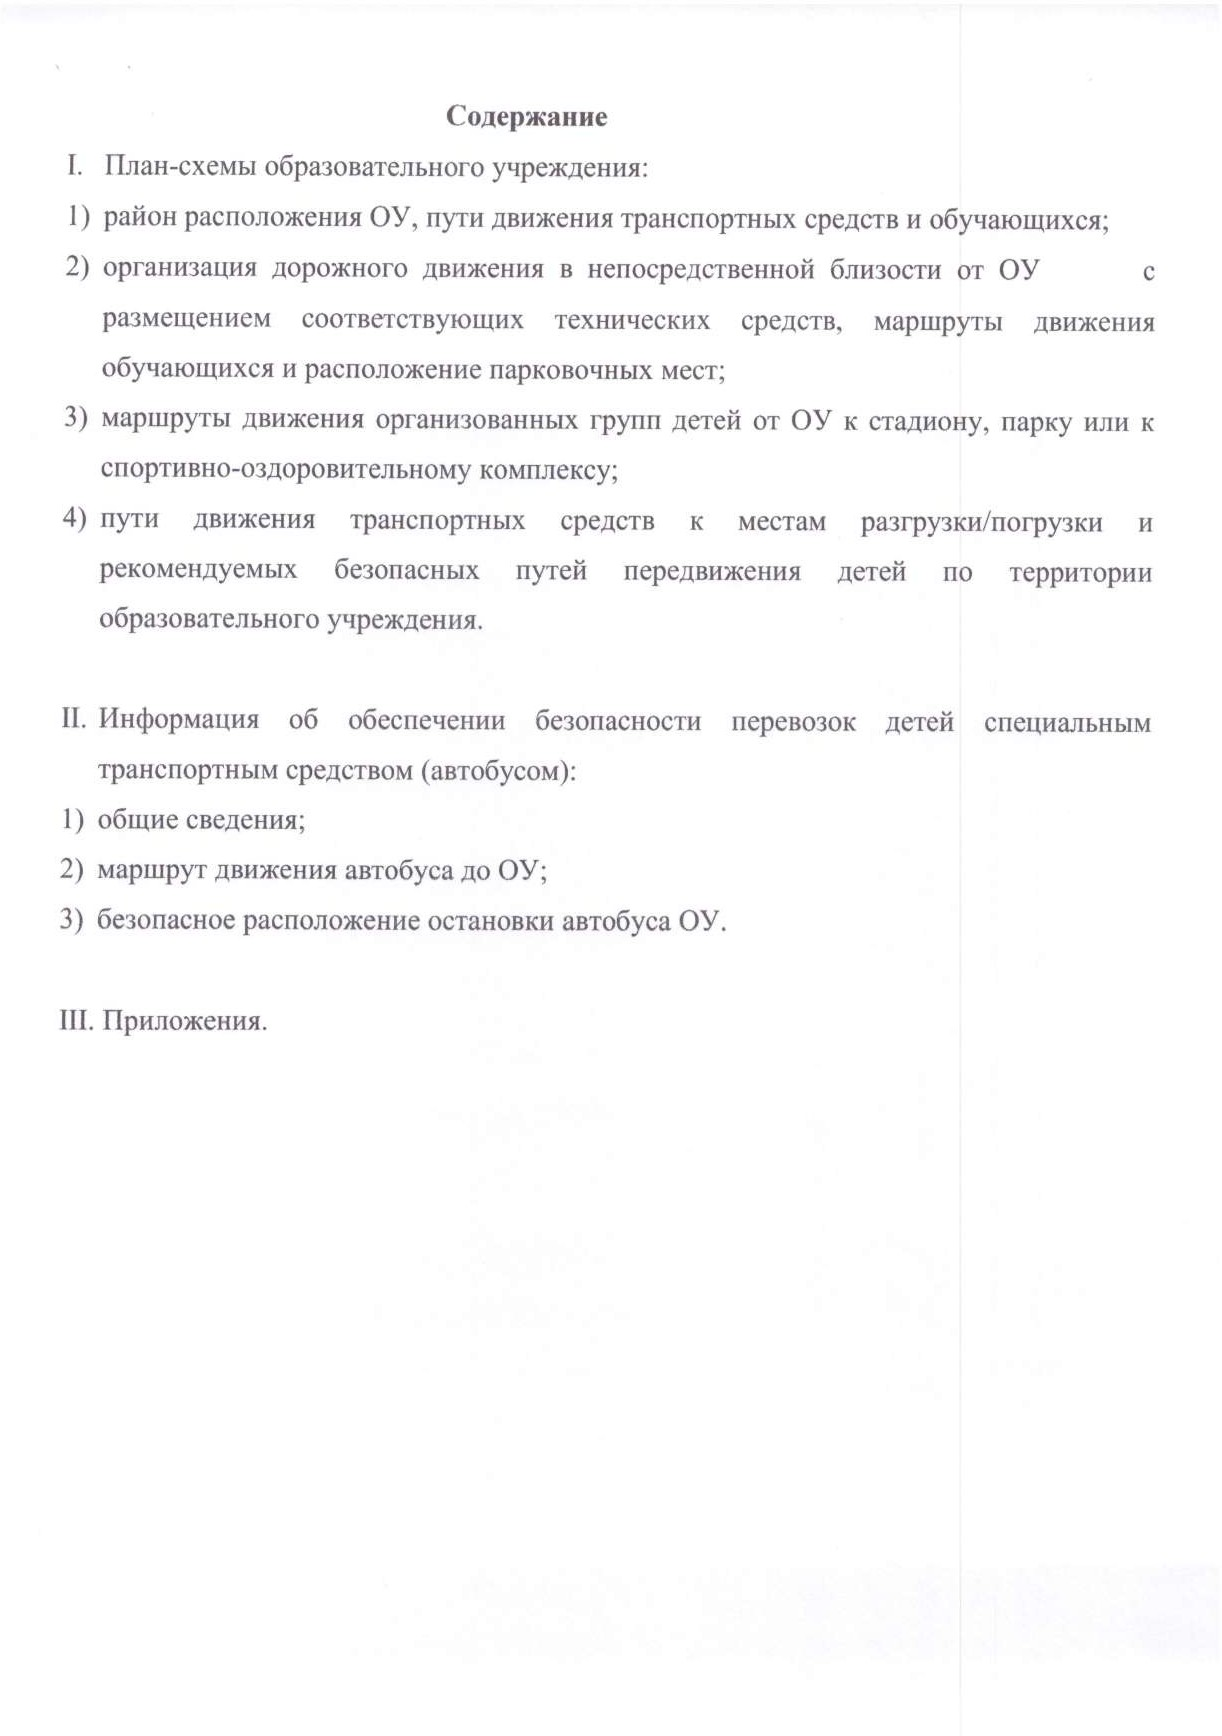 Содержание
I. План-схемы образовательного учреждения:
1) район расположения ОУ, пути движения транспортных средств и обучающихся;
2) организация дорожного движения в непосредственной близости от ОУ с
размещением соответствующих технических средств, маршруты движения
обучающихся и расположение парковочных мест;
3) маршруты движения организованных групп детей от ОУ к стадиону, парку или к
спортивно-оздоровительному комплексу;
4) пути движения транспортных средств к местам разгрузки/погрузки и
рекомендуемых безопасных путей передвижения детей по территории
образовательного учреждения.
II. Информация об обеспечении безопасности перевозок детей специальным
транспортным средством (автобусом):
1) общие сведения;
2) маршрут движения автобуса до ОУ;
3) безопасное расположение остановки автобуса ОУ.
III. Приложения.